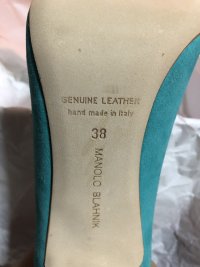 GENUINE LEATHER
hand made in Italy
38
MANOLO BLAHNIK